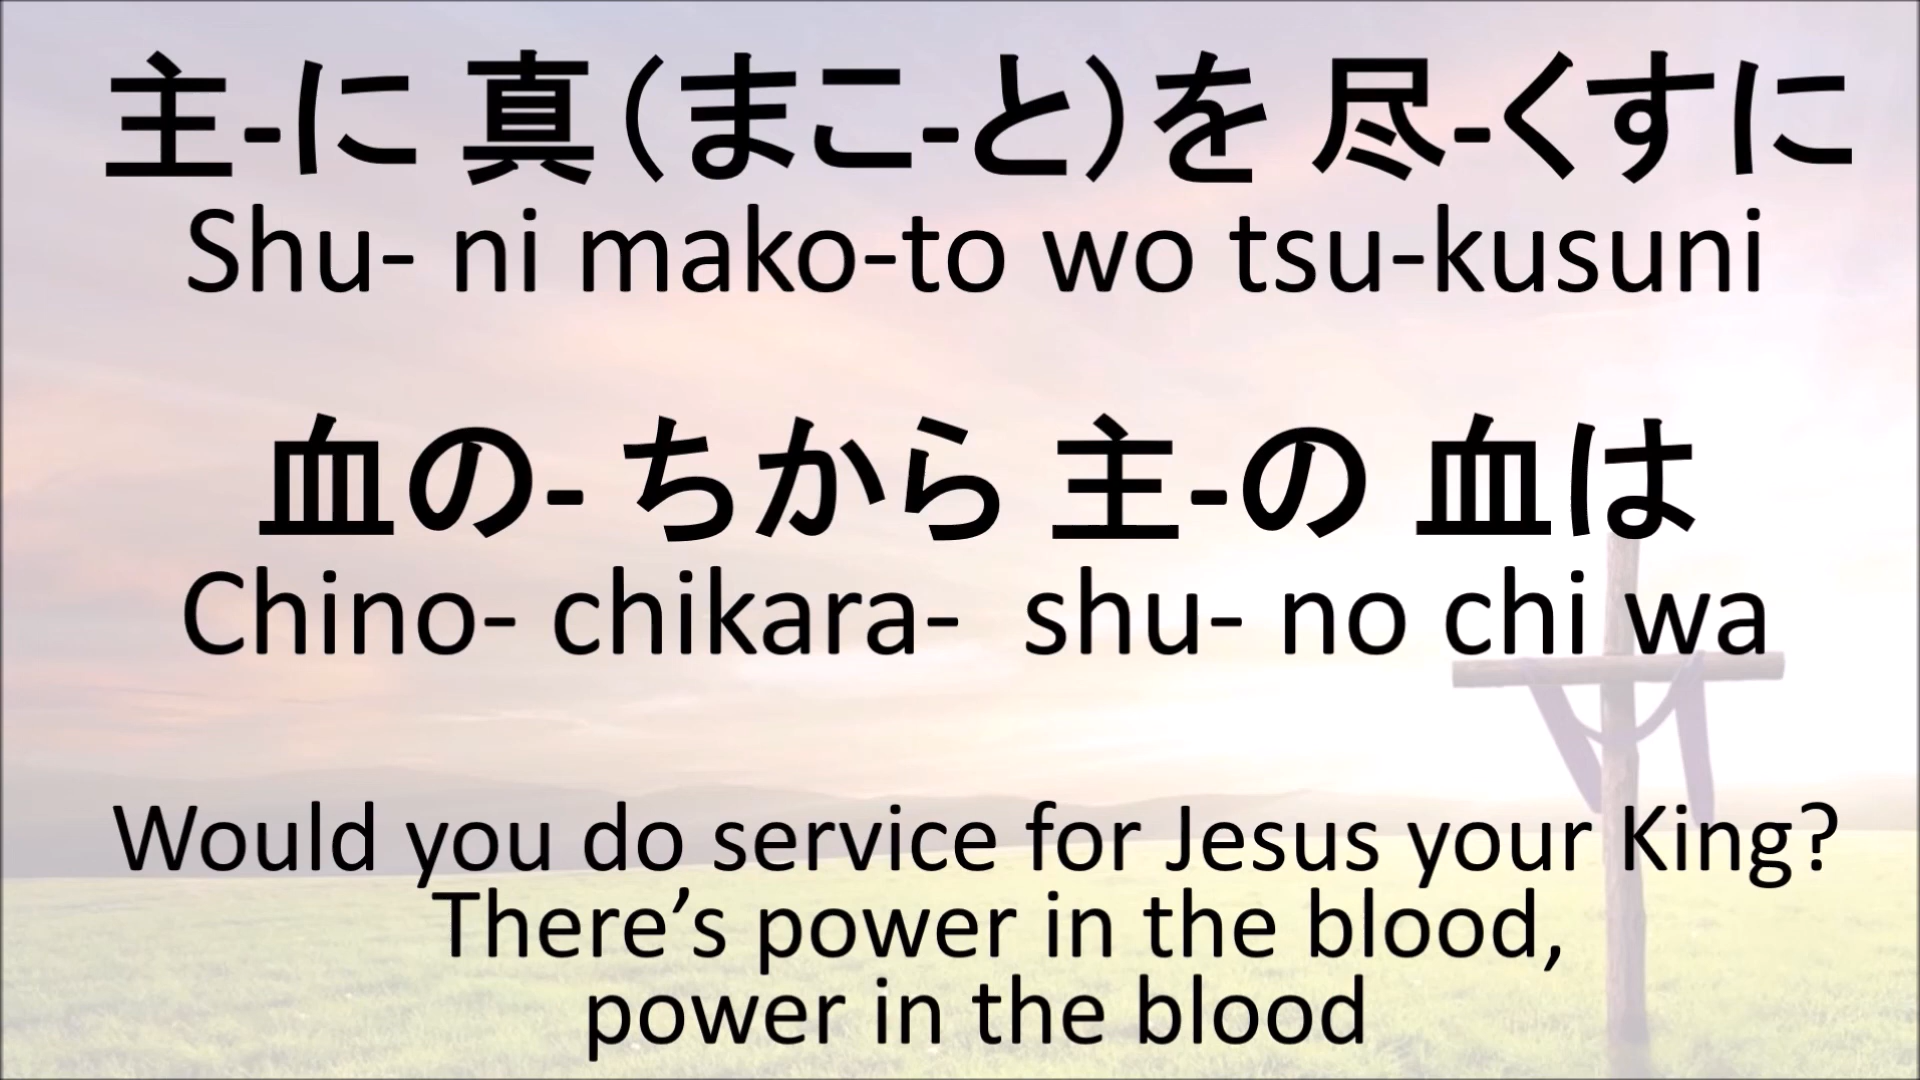 主-に 真（まこ-と）を 尽-くすに
Shu- ni mako-to wo tsu-kusuni
血の- ちから 主-の 血は
Chino- chikara- shu- no chi wa
Would you do service for Jesus your King?
There’s power in the blood,
power in the blood